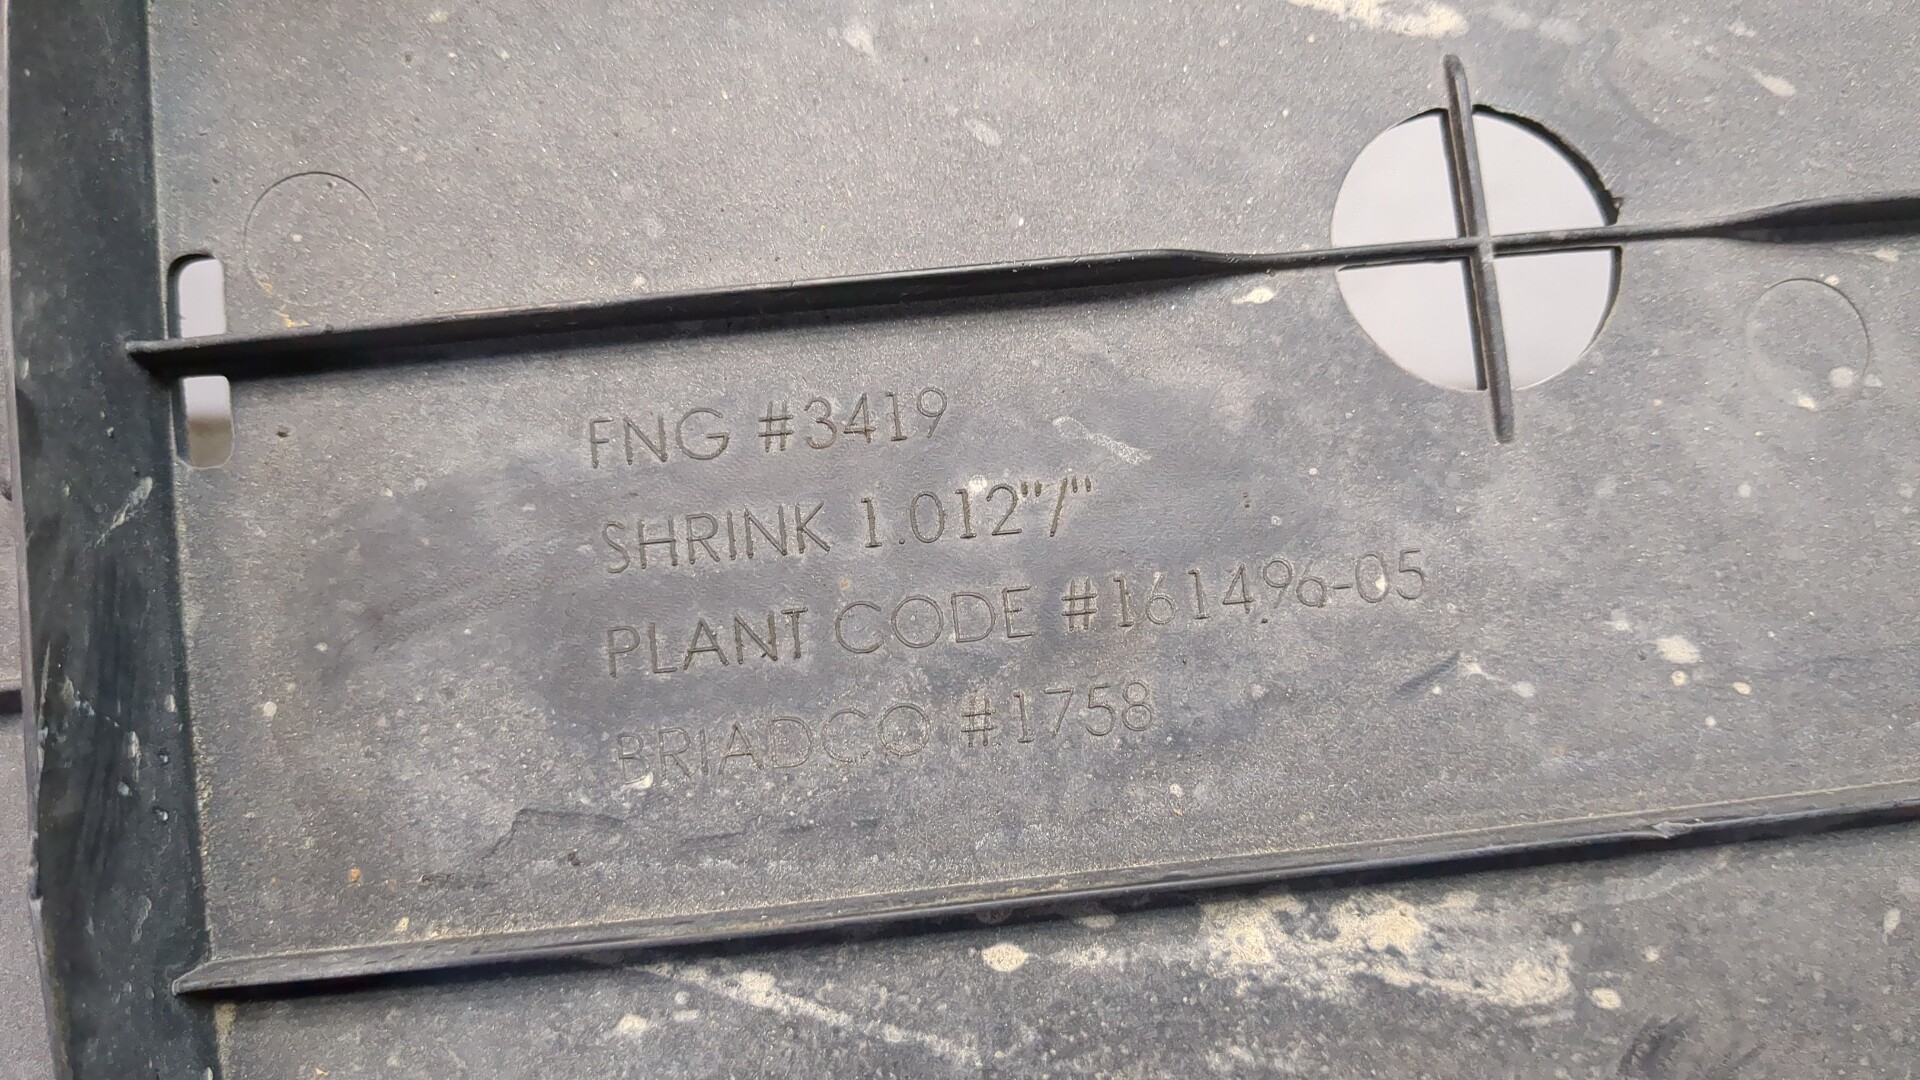 FNG #3419
SHRINK 1.012"/"
PLANT CODE #161496-05
BRIADCO #1758